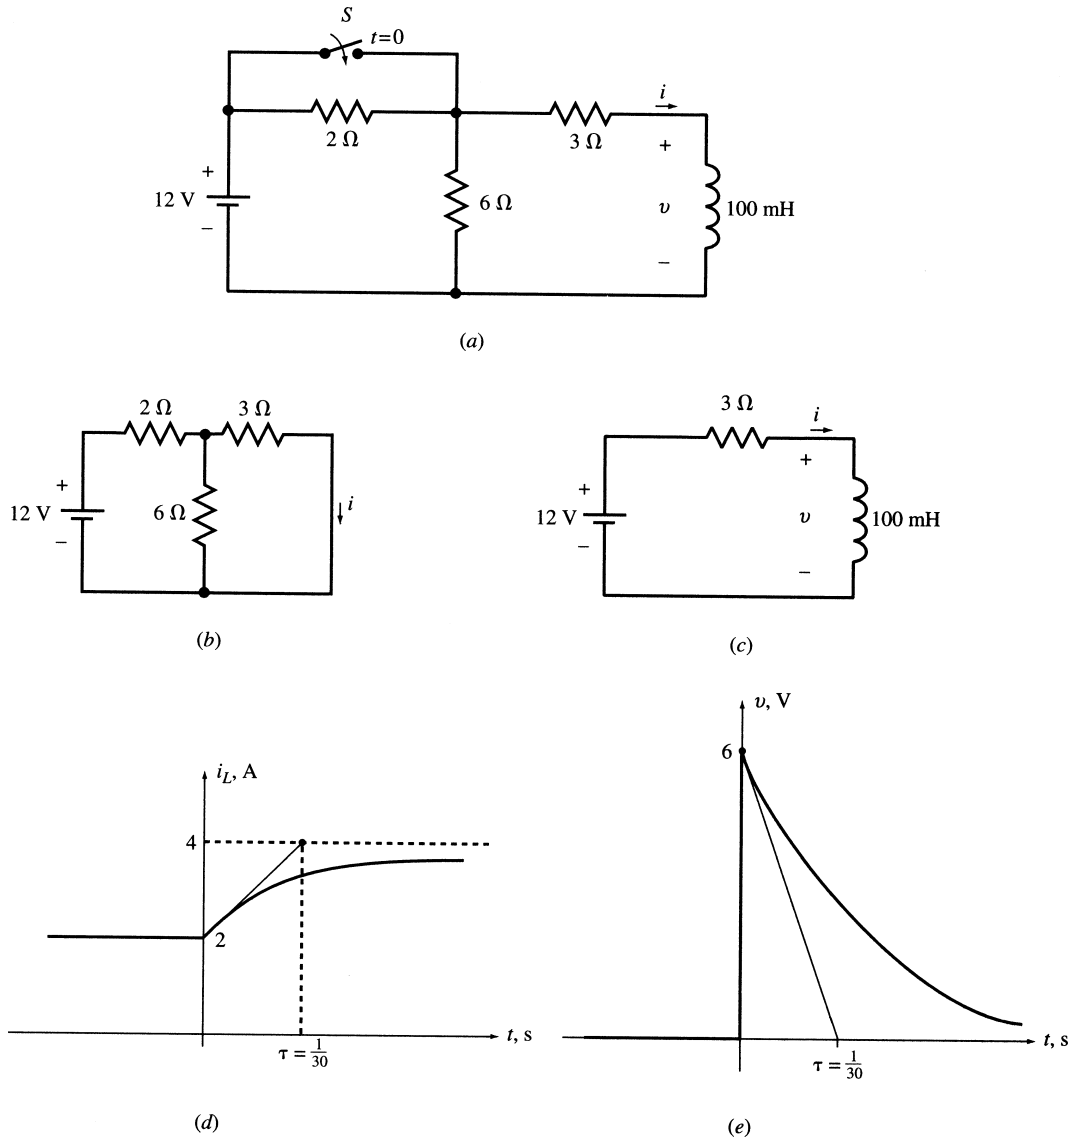 S
t=0
2 Ω
3 Ω
i
+
12 V
–
6 Ω
+
υ
–
100 mH
(a)
2 Ω
3 Ω
+
12 V
–
6 Ω
i
(b)
3 Ω
i
+
12 V
–
+
υ
–
100 mH
(c)
i_L, A
4
2
t, s
τ = 1/30
(d)
υ, V
6
t, s
τ = 1/30
(e)